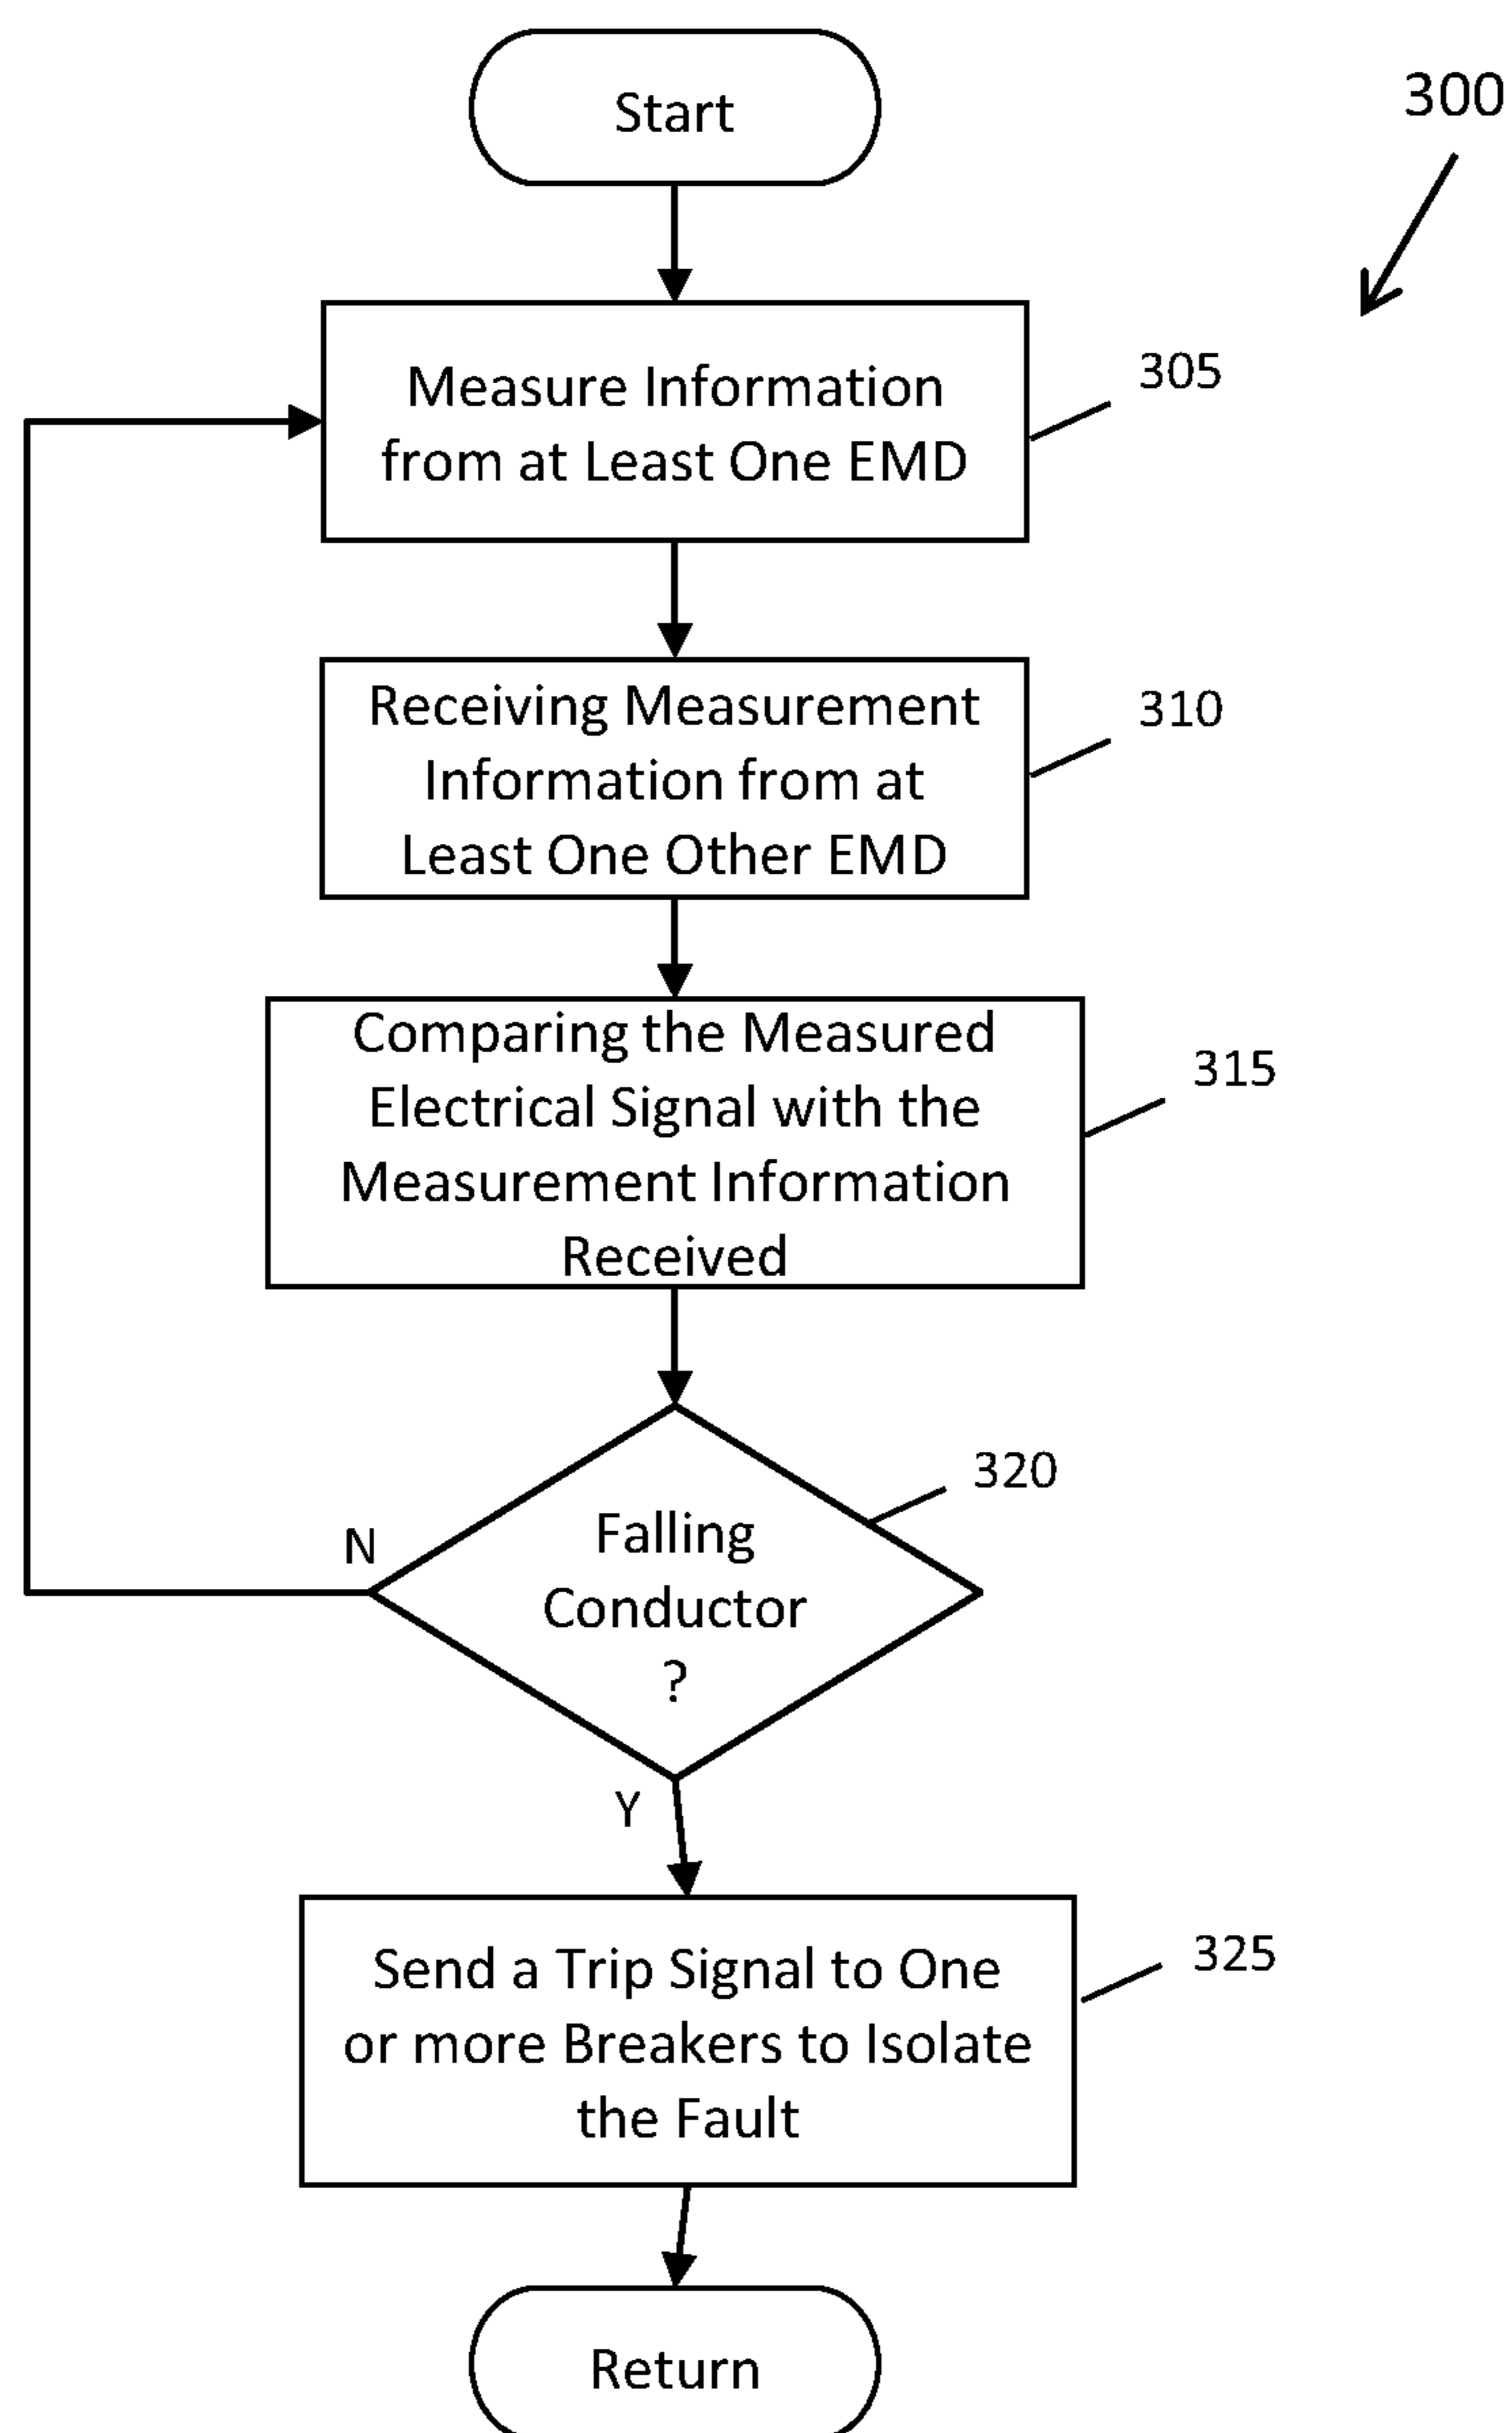 Start
300
Measure Information
from at Least One EMD
305
Receiving Measurement
Information from at
Least One Other EMD
310
Comparing the Measured
Electrical Signal with the
Measurement Information
Received
315
Falling
Conductor
?
320
N
Y
Send a Trip Signal to One
or more Breakers to Isolate
the Fault
325
Return